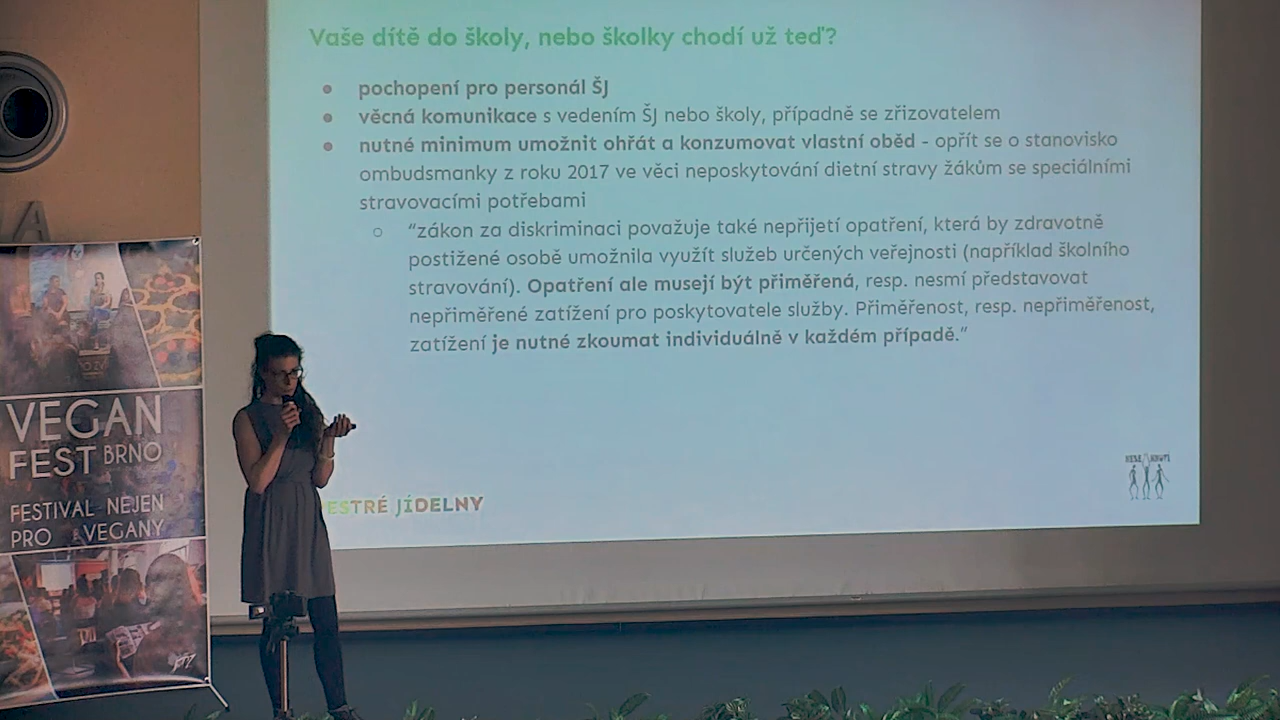 Vaše dítě do školy, nebo školky chodí už teď?
pochopení pro personál ŠJ
věcná komunikace s vedením ŠJ nebo školy, případně se zřizovatelem
nutné minimum umožnit ohřát a konzumovat vlastní oběd - opřít se o stanovisko
ombudsmanky z roku 2017 ve věci neposkytování dietní stravy žákům se speciálními
stravovacími potřebami
"zákon za diskriminaci považuje také nepřijetí opatření, která by zdravotně
postižené osobě umožnila využít služeb určených veřejnosti (například školního
stravování). Opatření ale musejí být přiměřená, resp. nesmí představovat
nepřiměřené zatížení pro poskytovatele služby. Přiměřenost, resp. nepřiměřenost,
zatížení je nutné zkoumat individuálně v každém případě."
ESTRÉ JÍDELNY
VEGAN
FEST BRNO
FESTIVAL NEJEN
PRO VEGANY